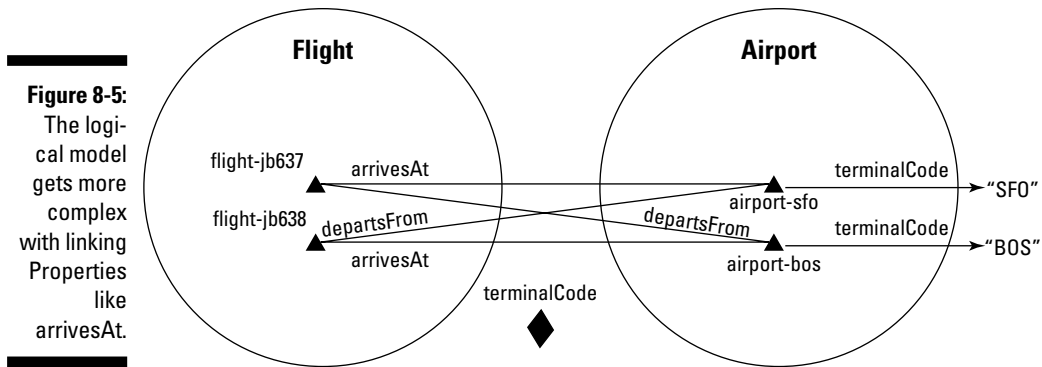 Figure 8-5:
The logi-
cal model
gets more
complex
with linking
Properties
like
arrivesAt.
Flight
Airport
flight-jb637
arrivesAt
terminalCode
"SFO"
airport-sfo
flight-jb638
departsFrom
departsFrom
terminalCode
"BOS"
arrivesAt
airport-bos
terminalCode